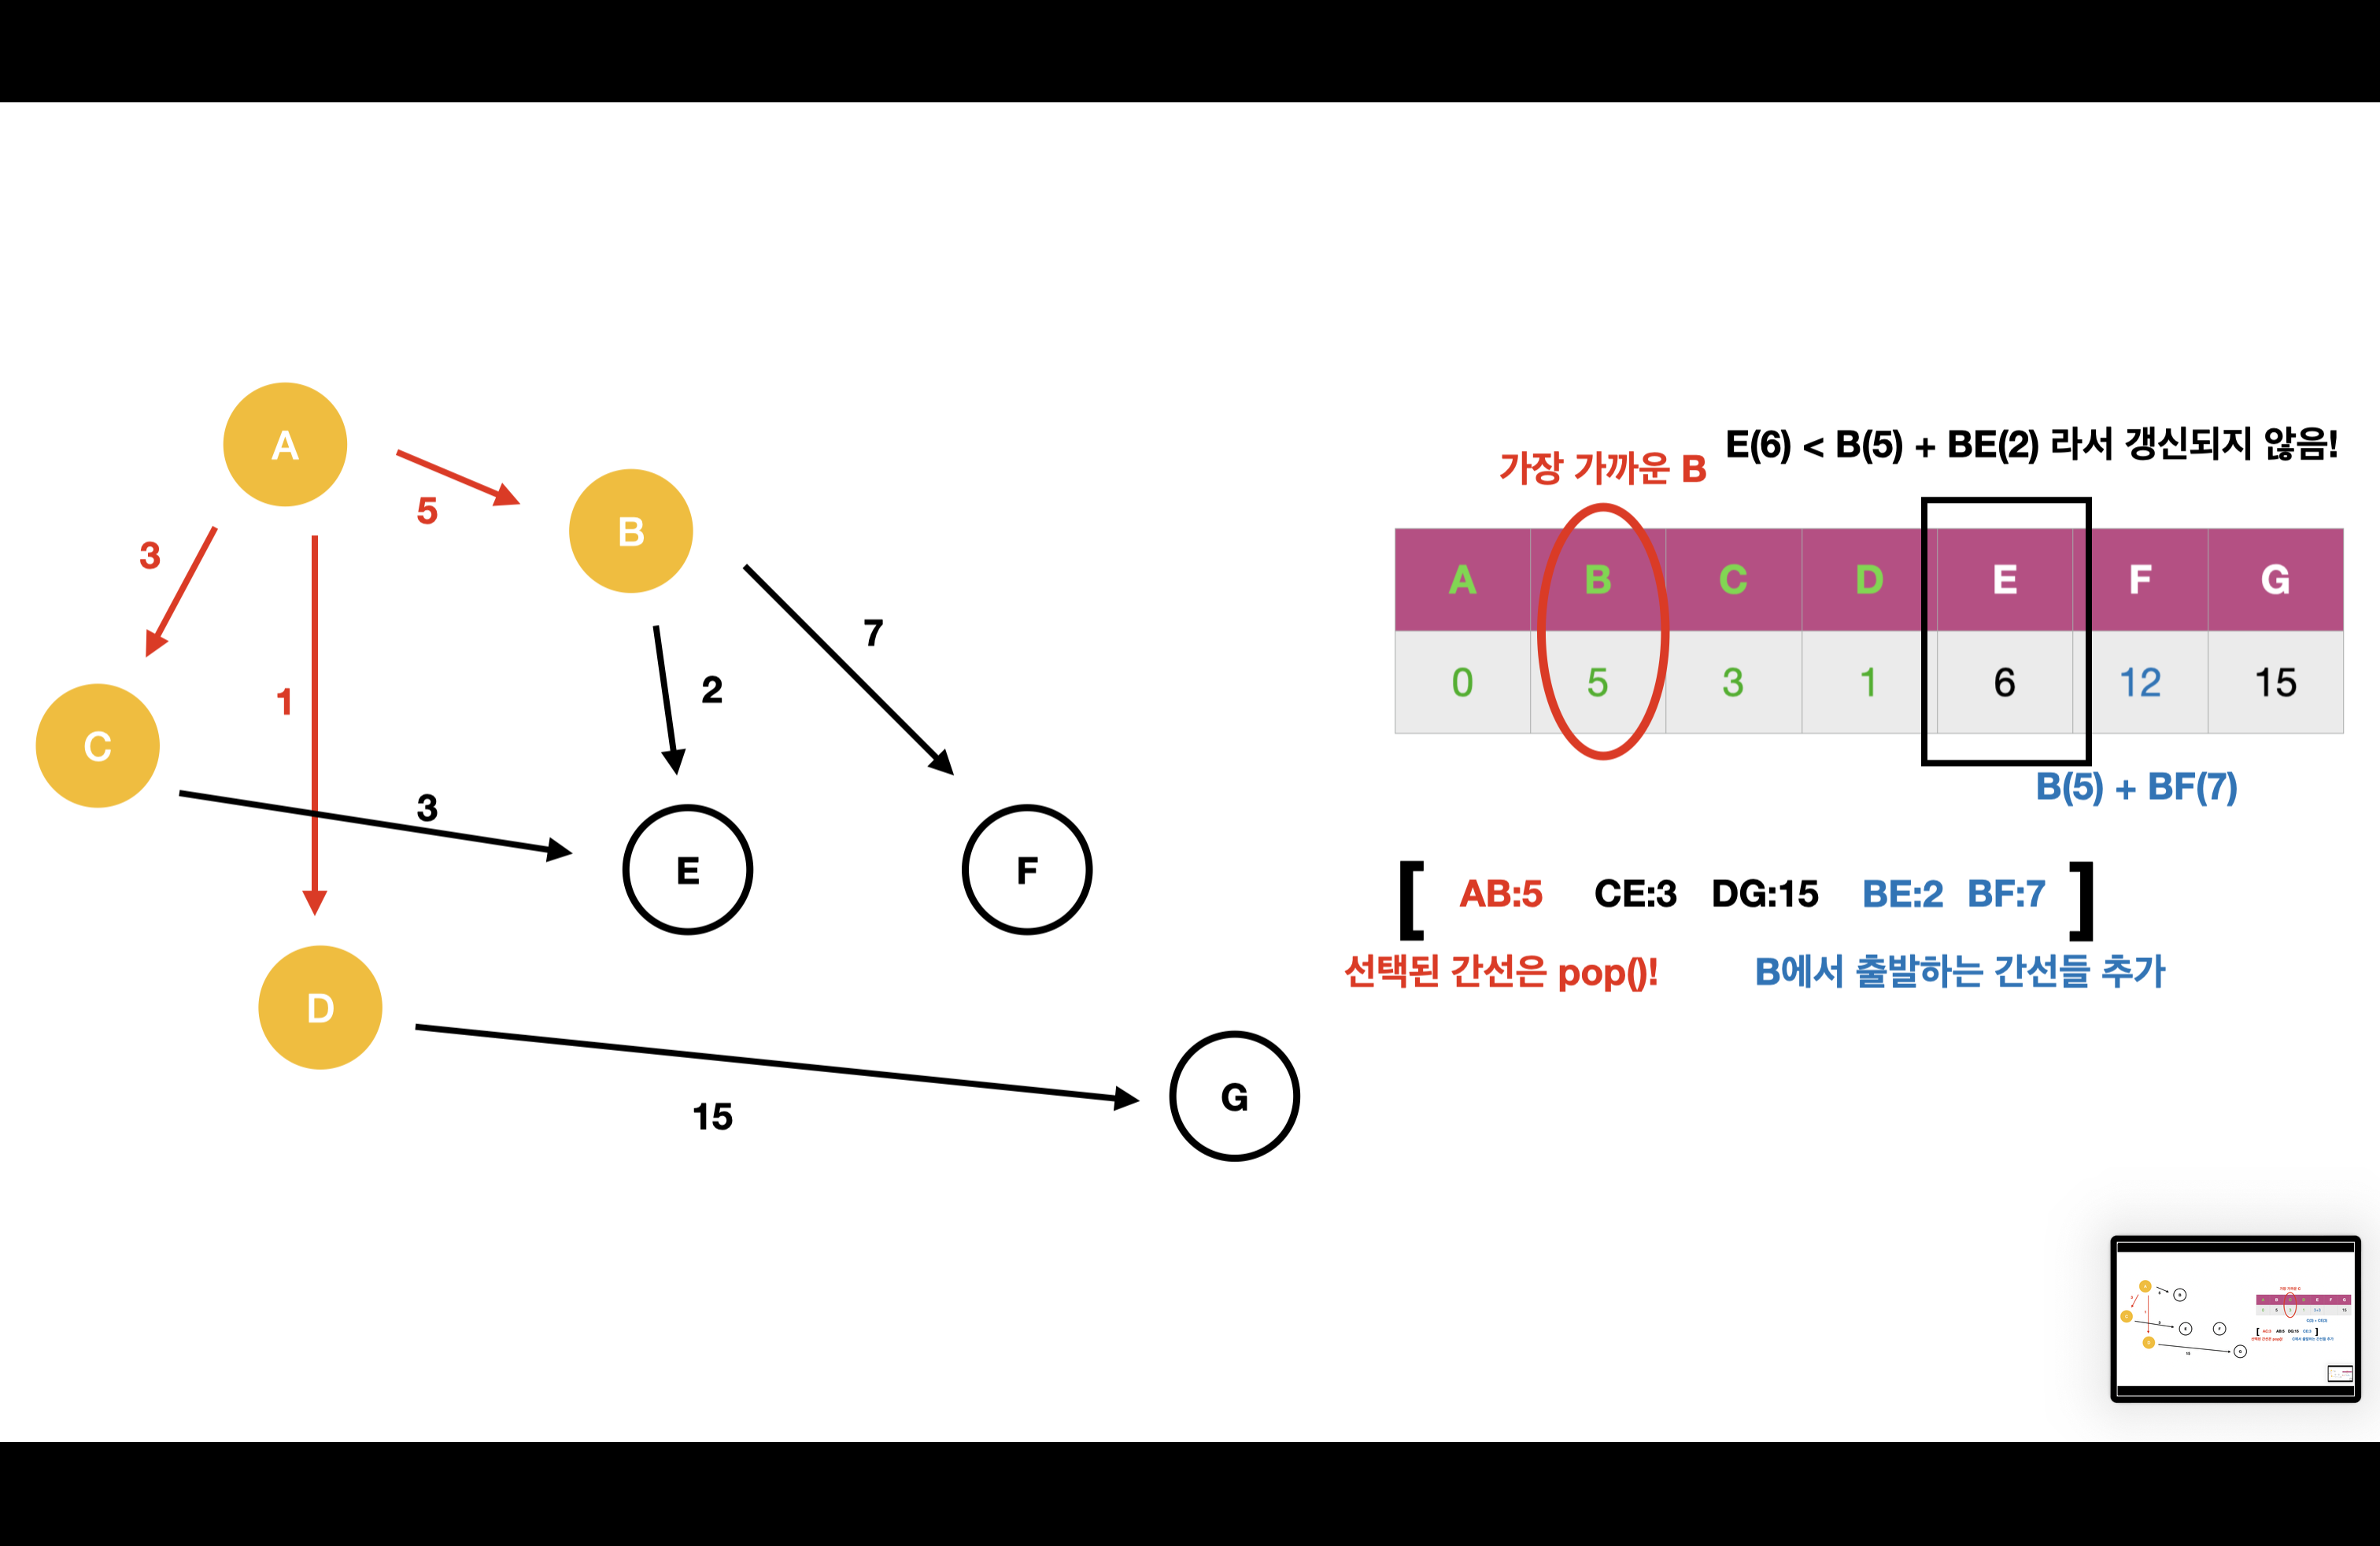 A
5
B
3
7
1
2
C
3
E
F
D
15
G
가장 가까운 B
E(6) < B(5) + BE(2) 라서 갱신되지 않음!
A B C D E F G
0 5 3 1 6 12 15
B(5) + BF(7)
[ AB:5 CE:3 DG:15 BE:2 BF:7 ]
선택된 간선은 pop()!
B에서 출발하는 간선들 추가